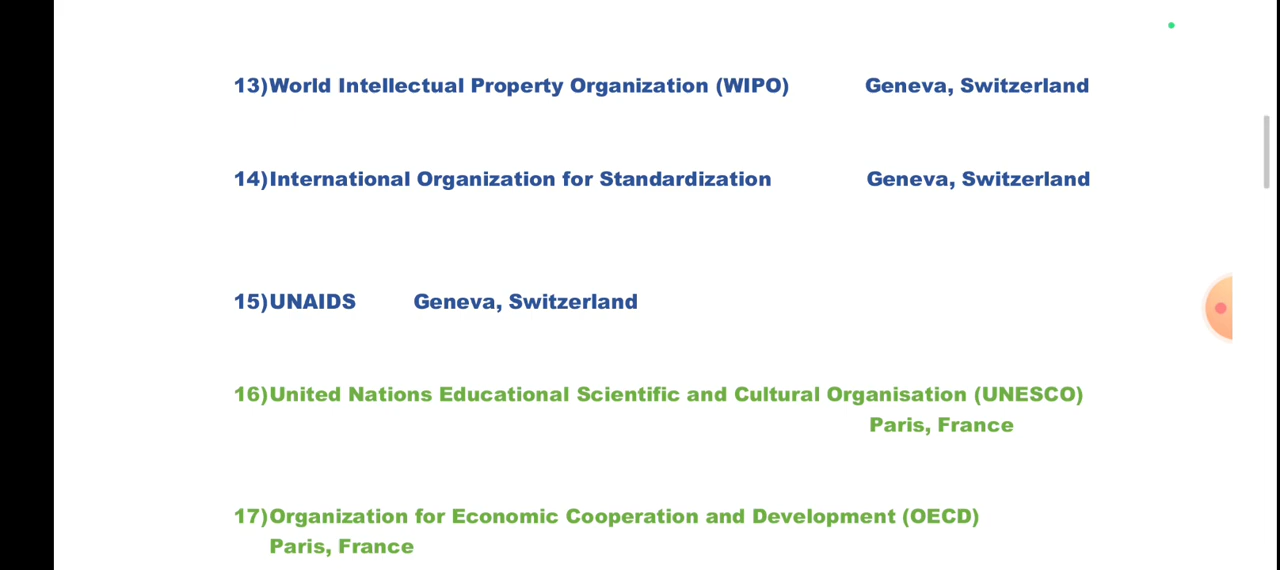 13)World Intellectual Property Organization (WIPO) Geneva, Switzerland
14)International Organization for Standardization Geneva, Switzerland
15)UNAIDS Geneva, Switzerland
16)United Nations Educational Scientific and Cultural Organisation (UNESCO)
Paris, France
17)Organization for Economic Cooperation and Development (OECD)
Paris, France